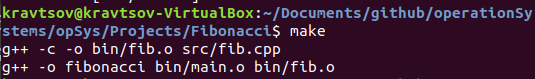 kravtsov@kravtsov-VirtualBox:~/Documents/github/operationSy
stems/opSys/Projects/Fibonacci$ make
g++ -c -o bin/fib.o src/fib.cpp
g++ -o fibonacci bin/main.o bin/fib.o